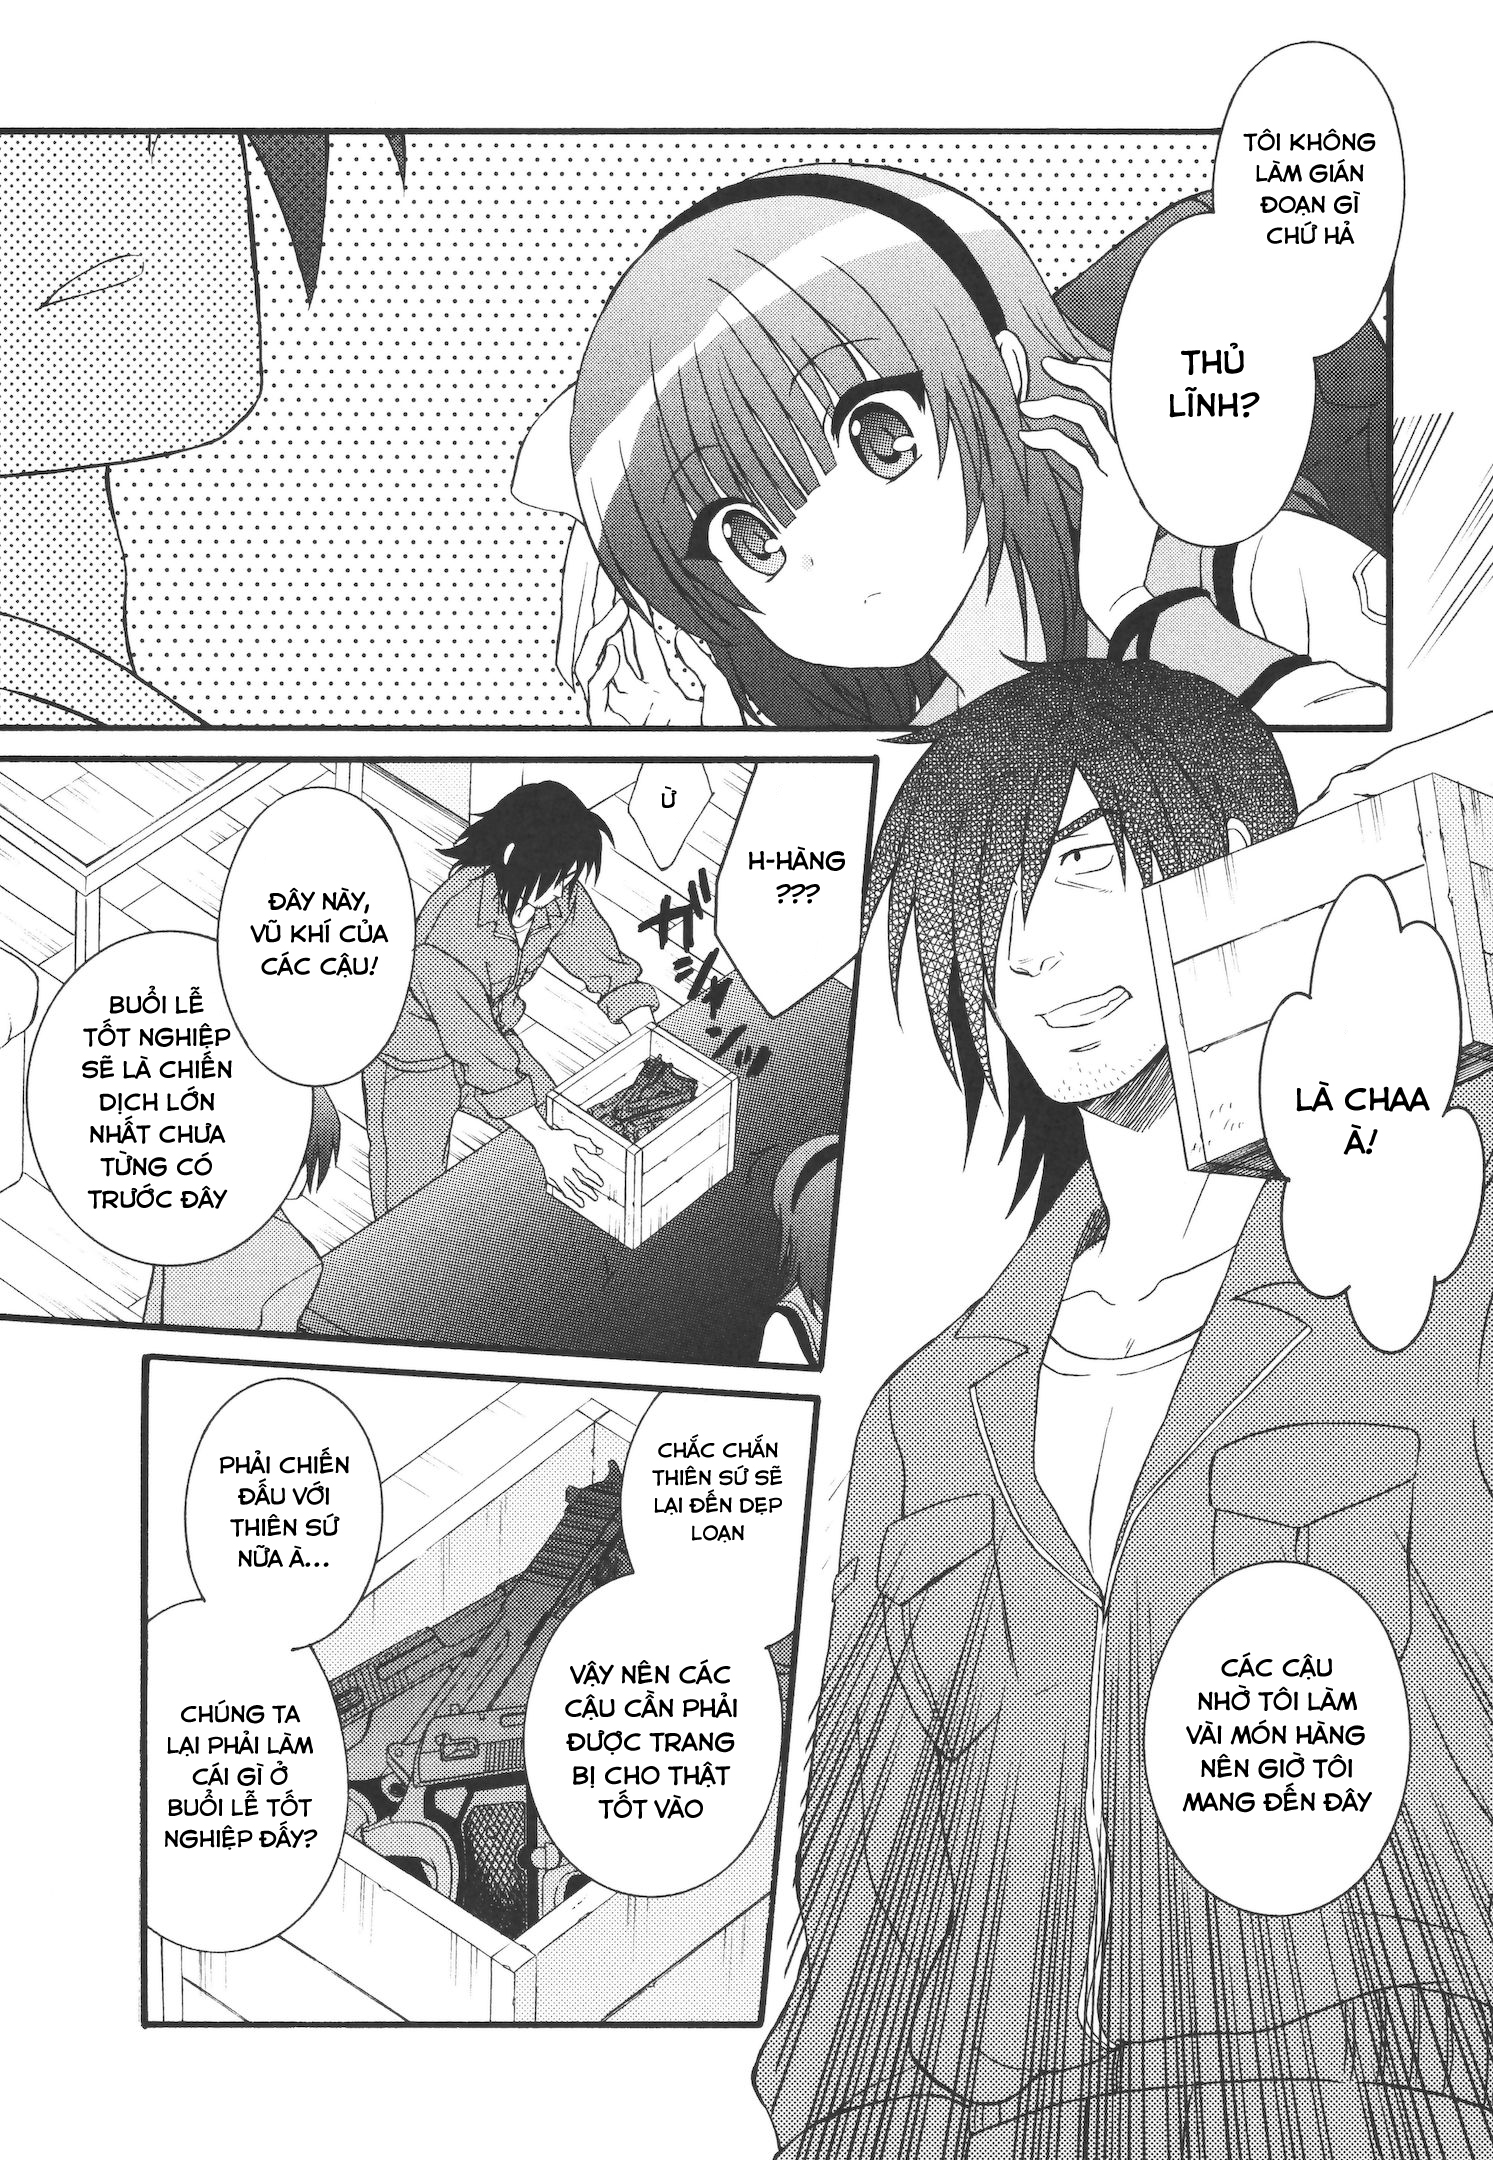 TÔI KHÔNG
LÀM GIÁN
ĐOẠN GÌ
CHỨ HẢ
THỦ
LĨNH?
LÀ CHAA
À!
CÁC CẬU
NHỜ TÔI LÀM
VÀI MÓN HÀNG
NÊN GIỜ TÔI
MANG ĐẾN ĐÂY
H-HÀNG
???
Ừ
ガシャッ
ĐÂY NÀY,
VŨ KHÍ CỦA
CÁC CẬU!
BUỔI LỄ
TỐT NGHIỆP
SẼ LÀ CHIẾN
DỊCH LỚN
NHẤT CHƯA
TỪNG CÓ
TRƯỚC ĐÂY
CHẮC CHẮN
THIÊN SỨ SẼ
LẠI ĐẾN DẸP
LOẠN
VẬY NÊN CÁC
CẬU CẦN PHẢI
ĐƯỢC TRANG
BỊ CHO THẬT
TỐT VÀO
PHẢI CHIẾN
ĐẤU VỚI
THIÊN SỨ
NỮA À...
CHÚNG TA
LẠI PHẢI LÀM
CÁI GÌ Ở
BUỔI LỄ TỐT
NGHIỆP ĐẤY?